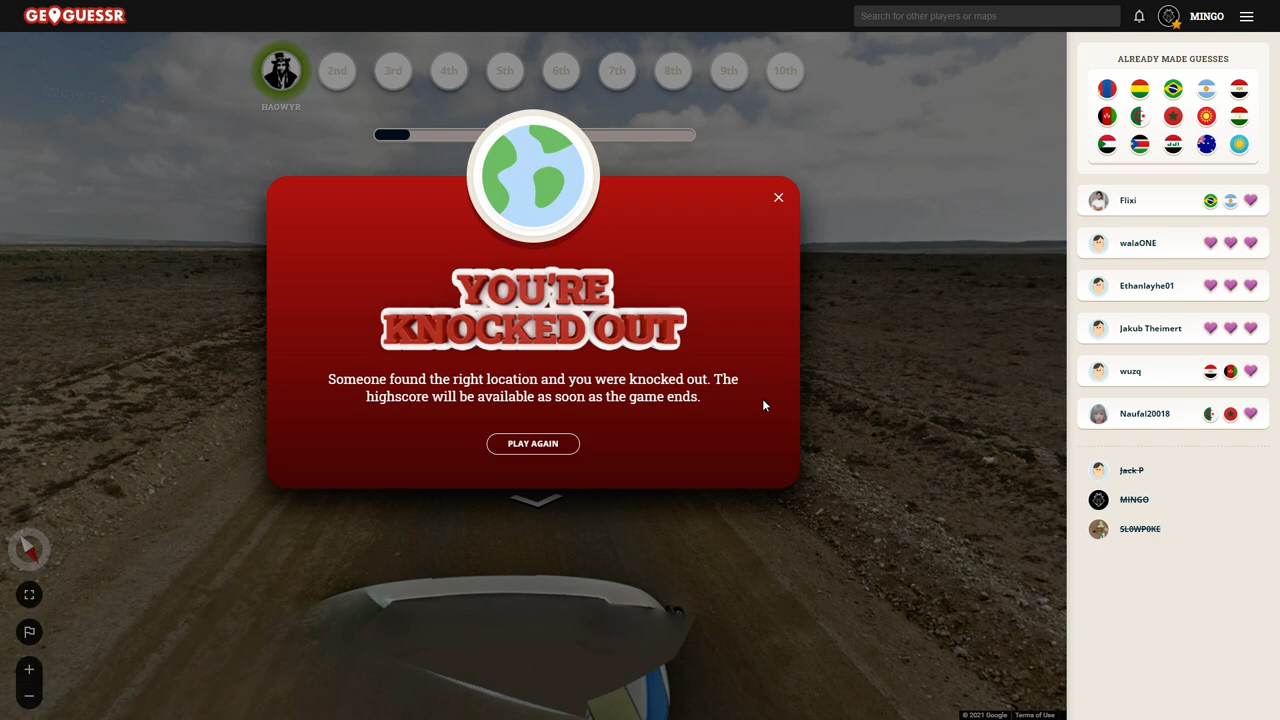 GEOGUESSR
Search for other players or maps
MINGO
2nd
3rd
4th
5th
6th
7th
8th
9th
10th
HAOWYR
YOU'RE
KNOCKED OUT
Someone found the right location and you were knocked out. The
highscore will be available as soon as the game ends.
PLAY AGAIN
ALREADY MADE GUESSES
Flixi
walaONE
Ethanlayhe01
Jakub Theimert
wuzq
Naufal20018
Jack P
MINGO
SL0WP0KE
© 2021 Google
Terms of Use